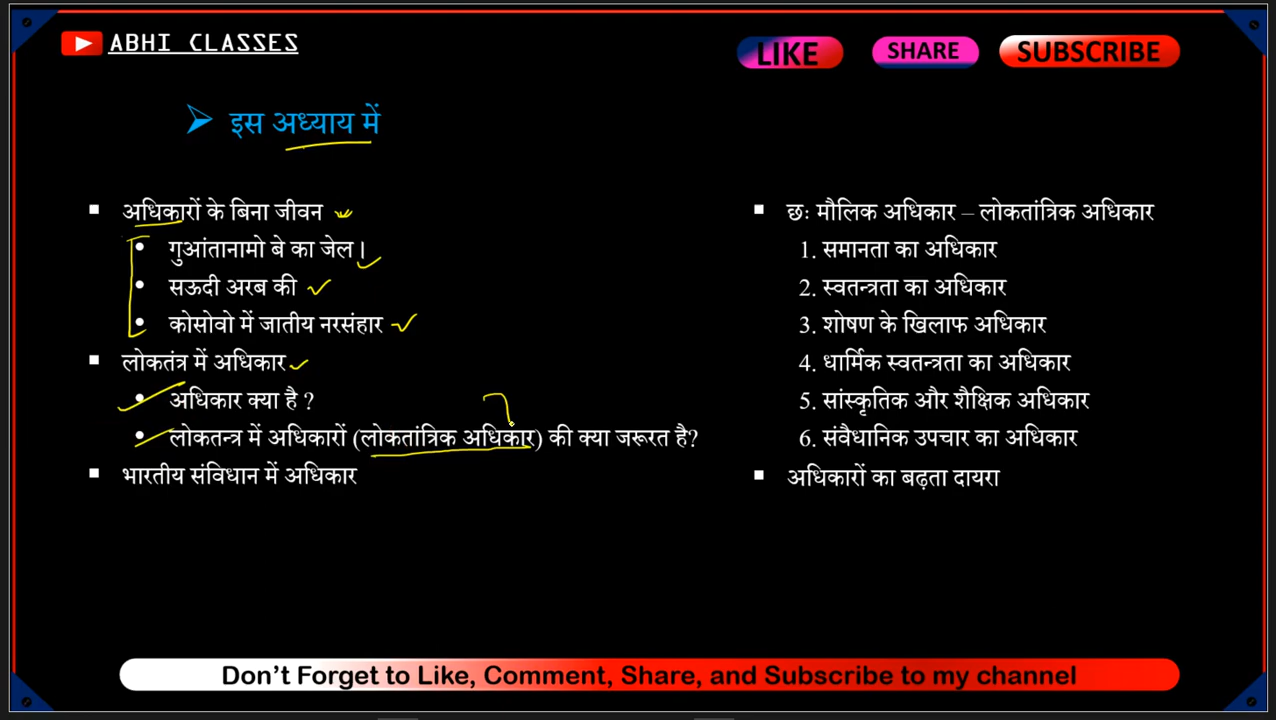 ABHI CLASSES
LIKE
SHARE
SUBSCRIBE
इस अध्याय में
अधिकारों के बिना जीवन
गुआंतानामो बे का जेल।
सऊदी अरब की
कोसोवो में जातीय नरसंहार
लोकतंत्र में अधिकार
अधिकार क्या है ?
लोकतन्त्र में अधिकारों (लोकतांत्रिक अधिकार) की क्या जरूरत है?
भारतीय संविधान में अधिकार
छः मौलिक अधिकार – लोकतांत्रिक अधिकार
1. समानता का अधिकार
2. स्वतन्त्रता का अधिकार
3. शोषण के खिलाफ अधिकार
4. धार्मिक स्वतन्त्रता का अधिकार
5. सांस्कृतिक और शैक्षिक अधिकार
6. संवैधानिक उपचार का अधिकार
अधिकारों का बढ़ता दायरा
Don't Forget to Like, Comment, Share, and Subscribe to my channel